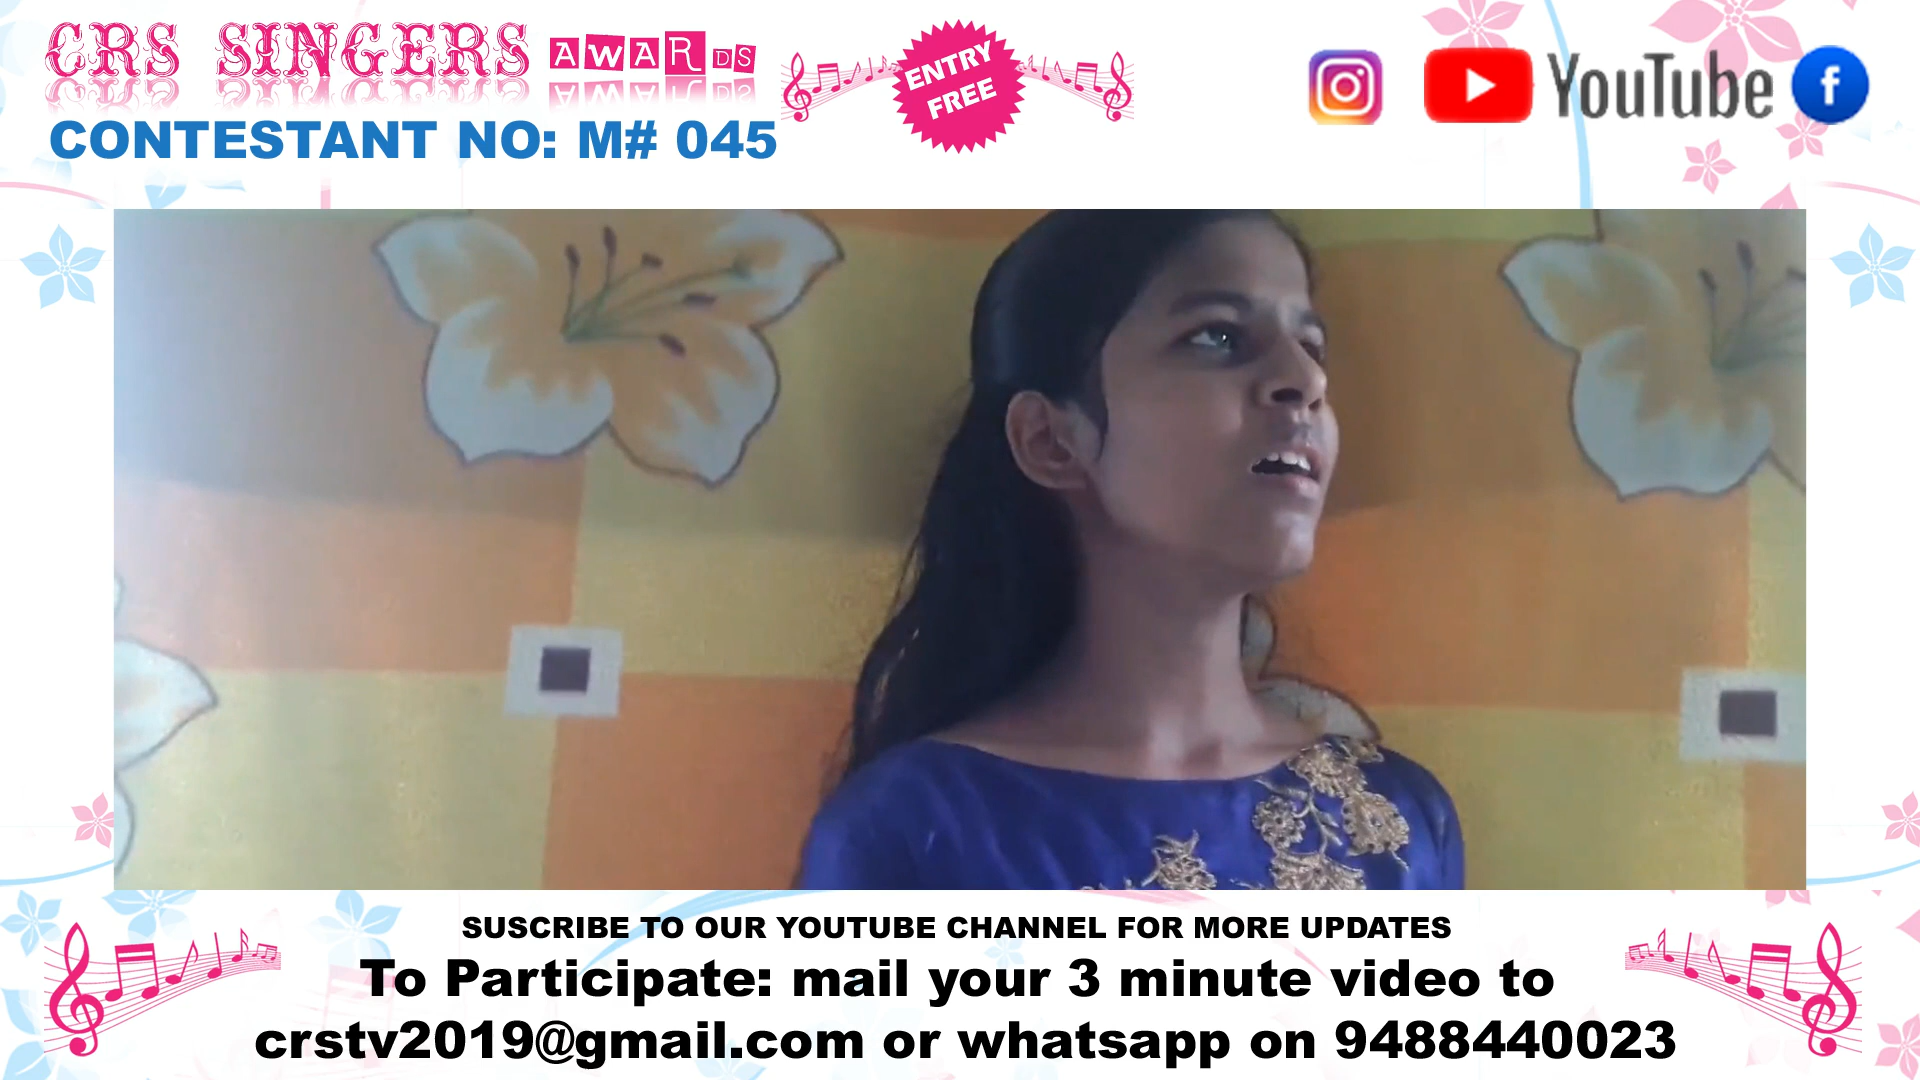 CRS SINGERS AWARDS
ENTRY
FREE
YouTube
CONTESTANT NO: M# 045
SUSCRIBE TO OUR YOUTUBE CHANNEL FOR MORE UPDATES
To Participate: mail your 3 minute video to
crstv2019@gmail.com or whatsapp on 9488440023